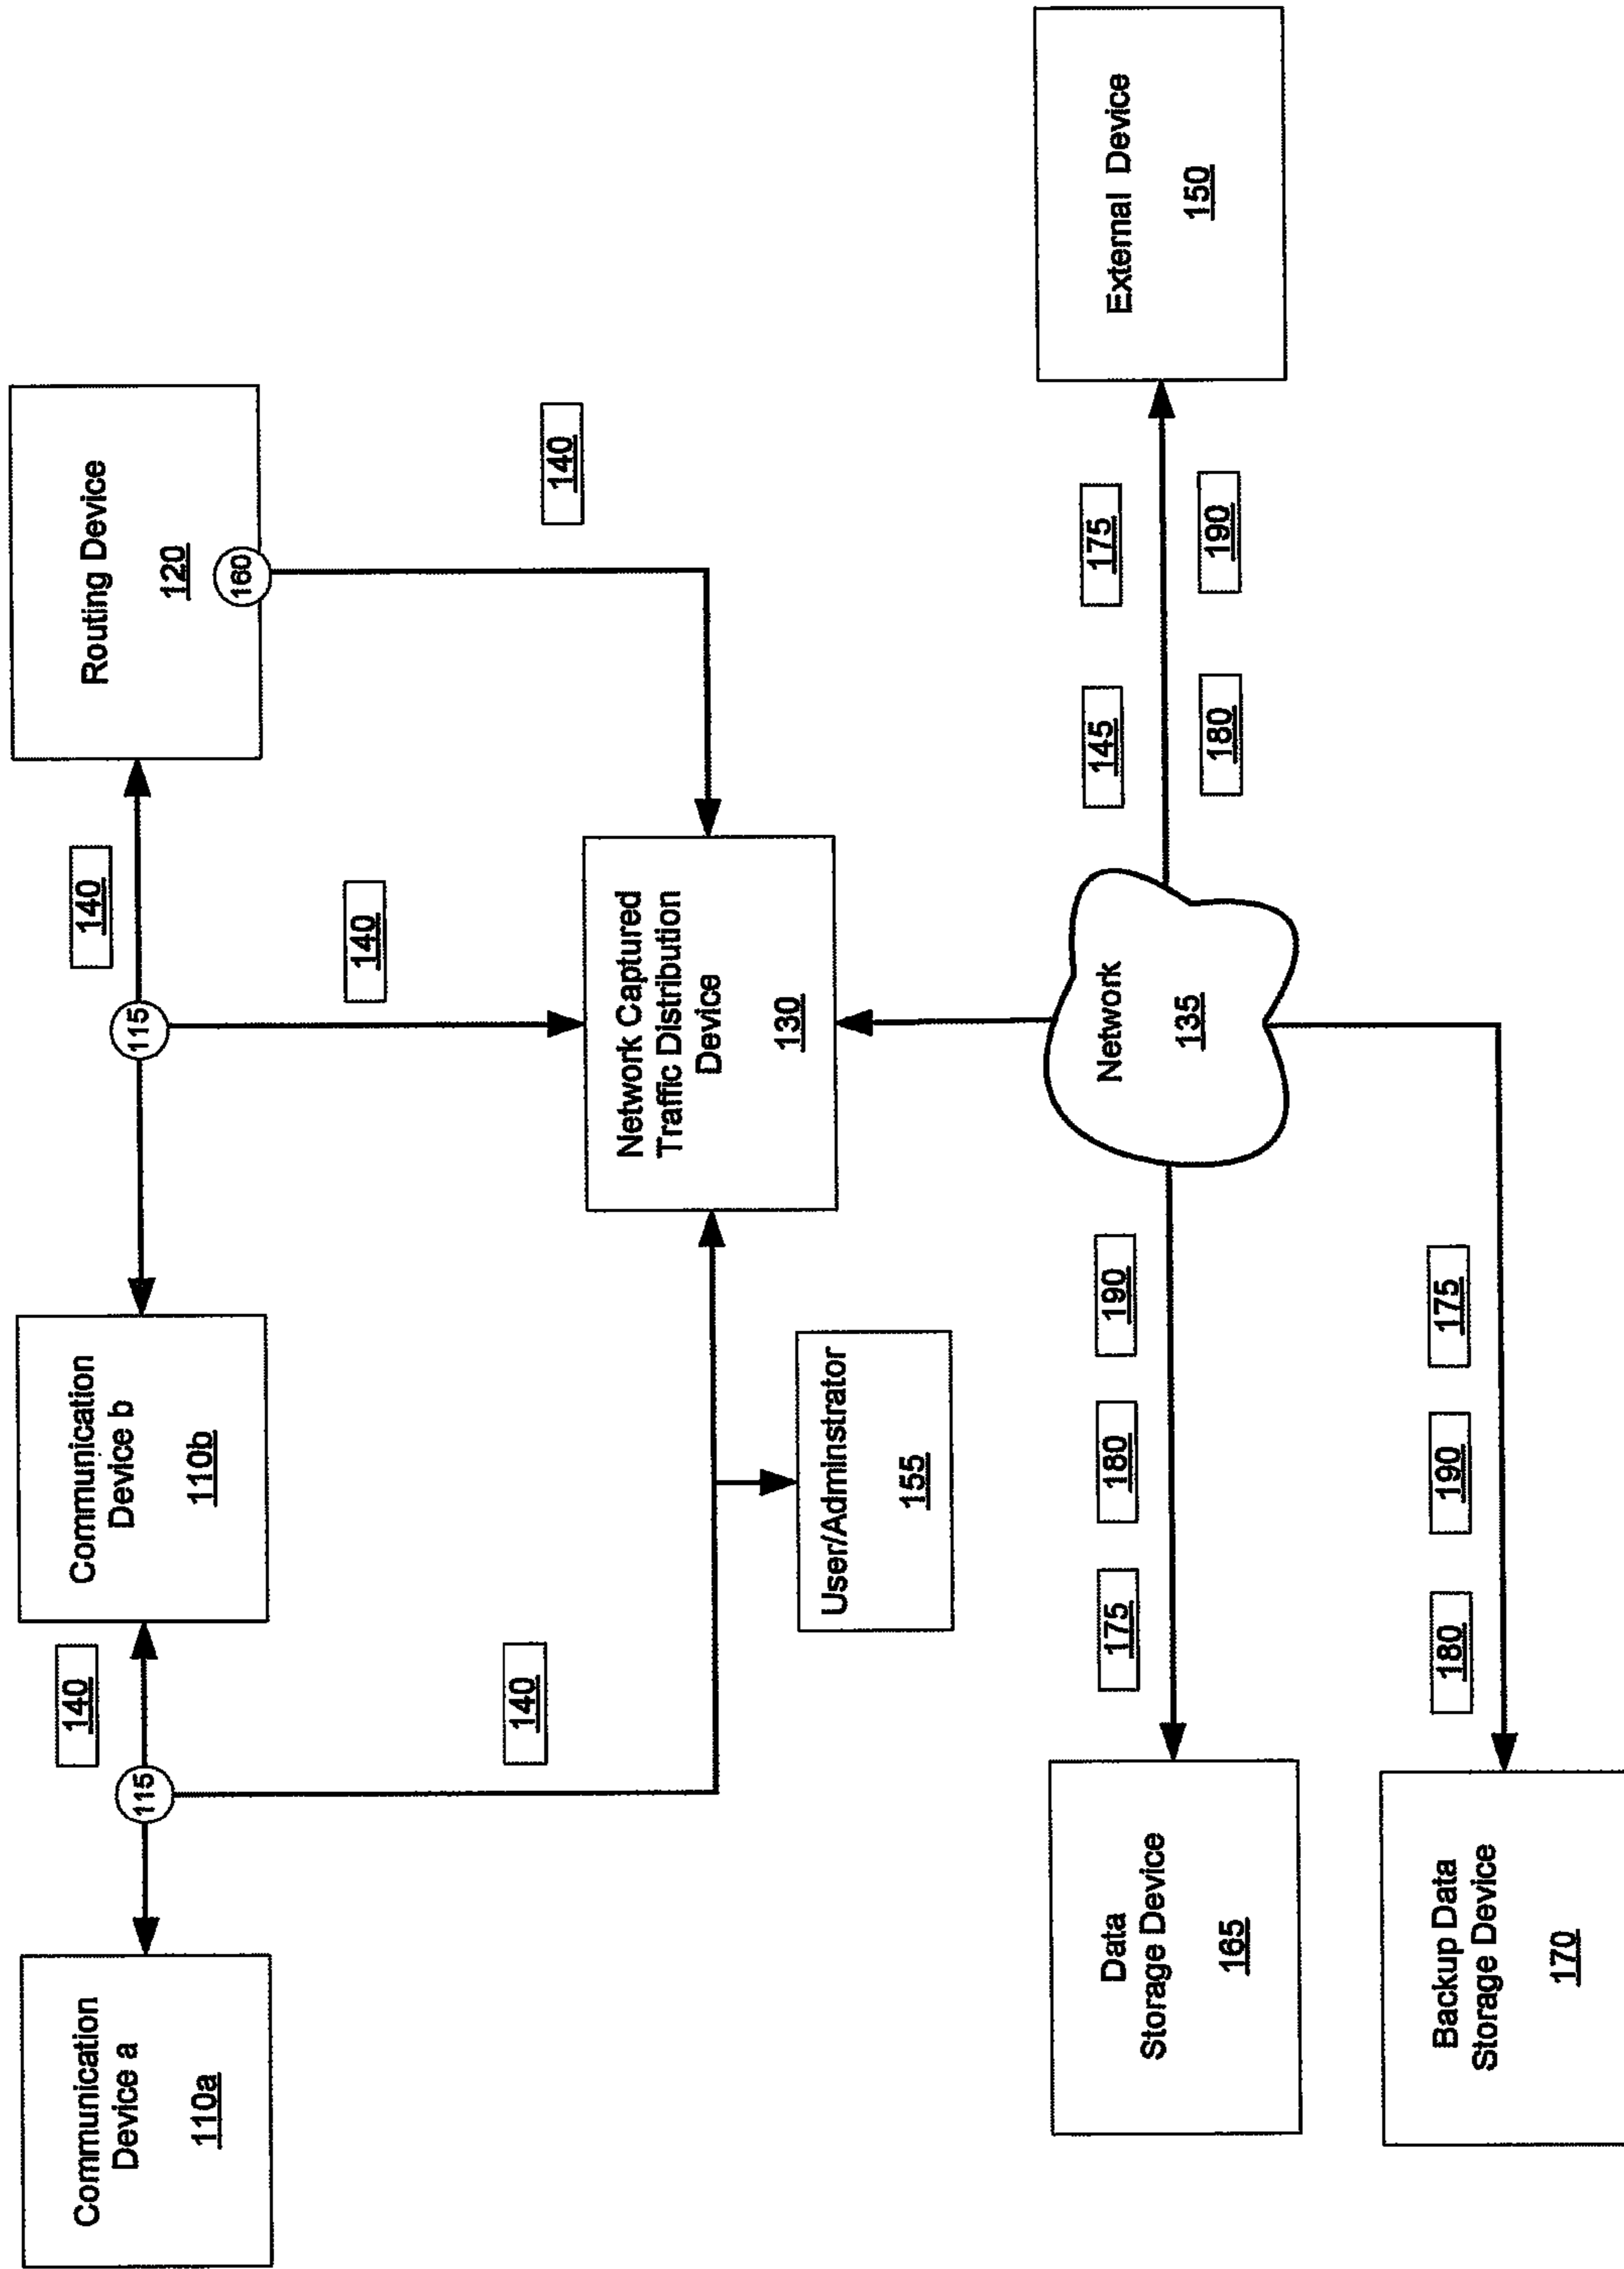 Communication
Device a
110a
115
140
Communication
Device b
110b
115
140
Routing Device
120
160
140
140
140
Network Captured
Traffic Distribution
Device
130
User/Adminstrator
155
Data
Storage Device
165
175
180
190
Network
135
145
175
180
190
External Device
150
Backup Data
Storage Device
170
180
190
175